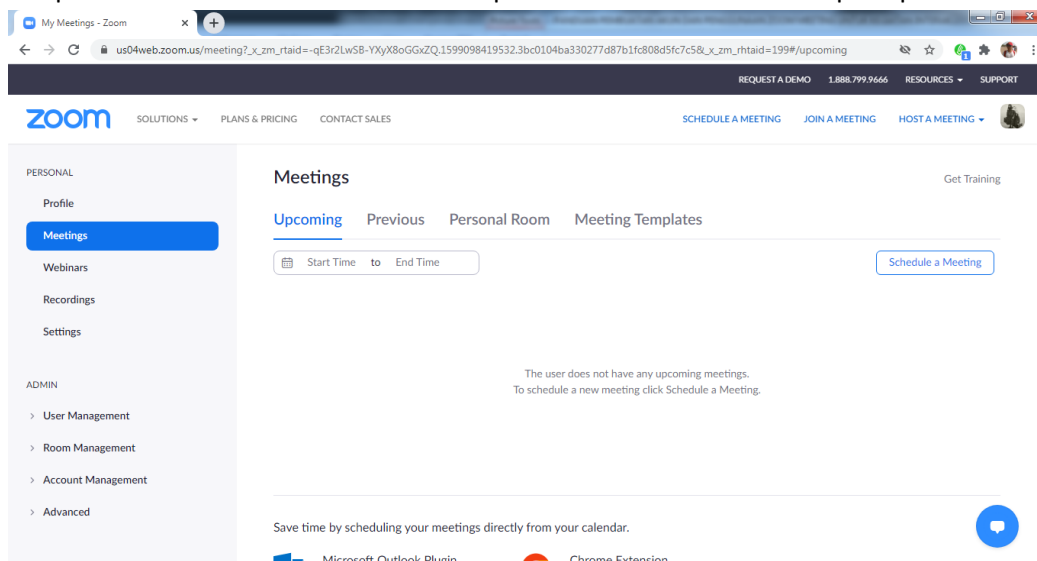 My Meetings - Zoom
us04web.zoom.us/meeting?_x_zm_rtaid=-qE3r2LwSB-YXyX8oGGxZQ.1599098419532.3bc0104ba330277d87b1fc808d5fc7c5&_x_zm_rhtaid=199#/upcoming
1
REQUEST A DEMO 1.888.799.9666 RESOURCES SUPPORT
zoom SOLUTIONS PLANS & PRICING CONTACT SALES SCHEDULE A MEETING JOIN A MEETING HOST A MEETING
PERSONAL
Profile
Meetings
Webinars
Recordings
Settings
ADMIN
User Management
Room Management
Account Management
Advanced
Meetings
Get Training
Upcoming Previous Personal Room Meeting Templates
Start Time to End Time
Schedule a Meeting
The user does not have any upcoming meetings.
To schedule a new meeting click Schedule a Meeting.
Save time by scheduling your meetings directly from your calendar.
Microsoft Outlook Plugin Chrome Extension